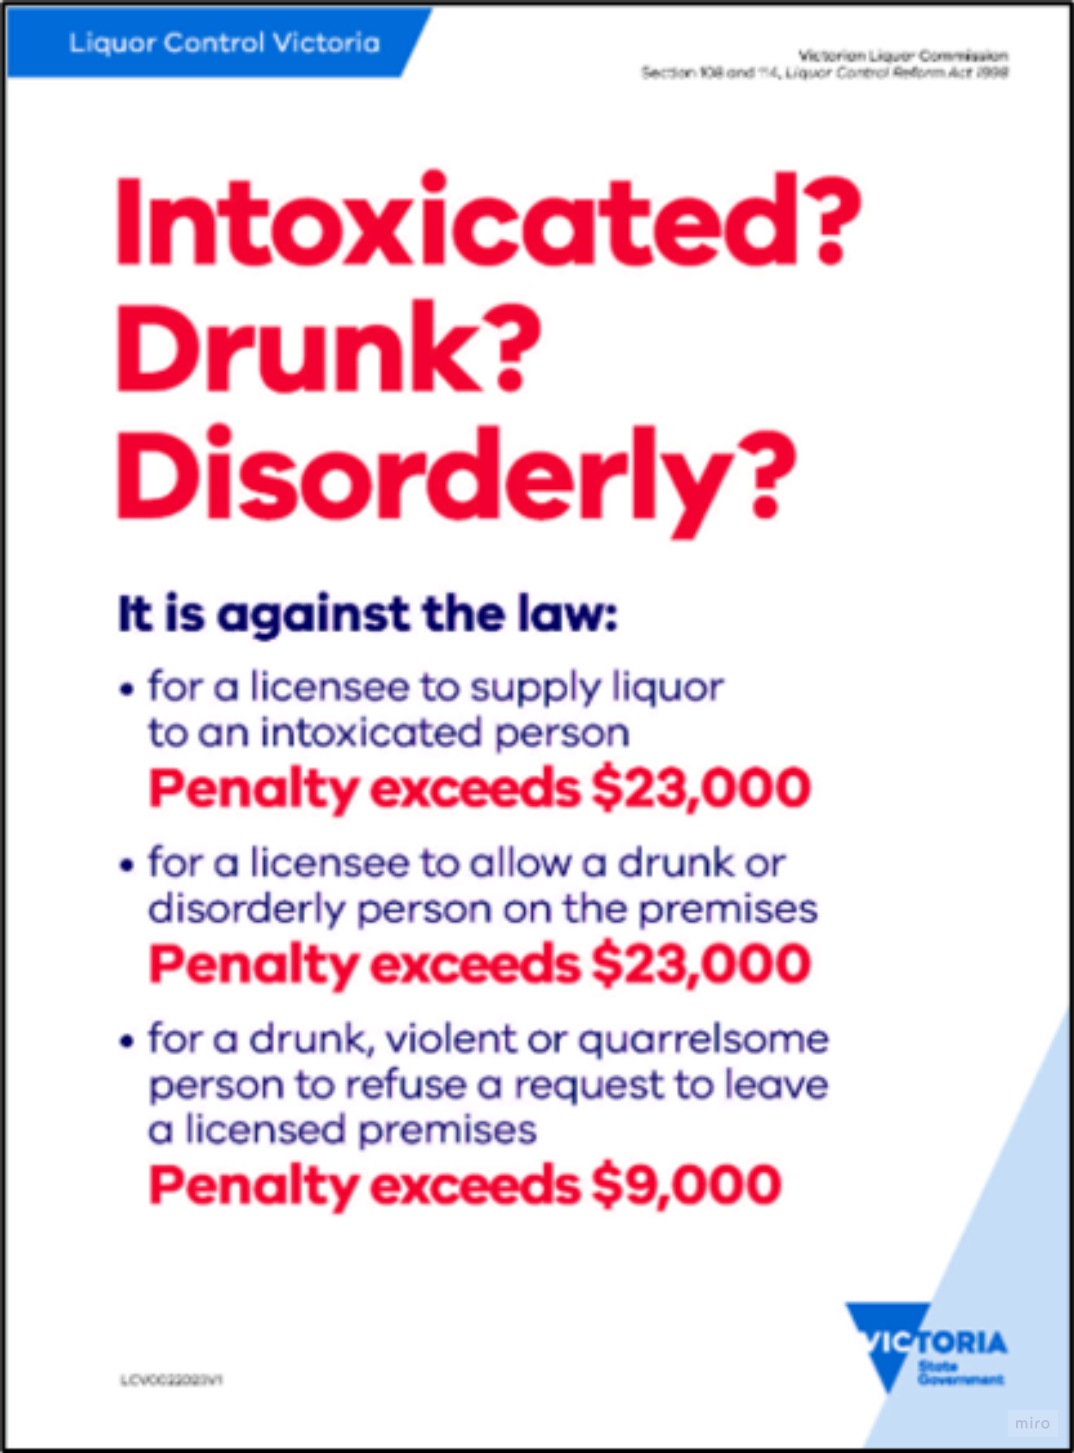 Liquor Control Victoria
Victorian Liquor Commission
Section 108 and 114, Liquor Control Reform Act 1998
Intoxicated?
Drunk?
Disorderly?
It is against the law:
• for a licensee to supply liquor
to an intoxicated person
Penalty exceeds $23,000
• for a licensee to allow a drunk or
disorderly person on the premises
Penalty exceeds $23,000
• for a drunk, violent or quarrelsome
person to refuse a request to leave
a licensed premises
Penalty exceeds $9,000
VICTORIA
State
Government
LCV0022023V1
miro